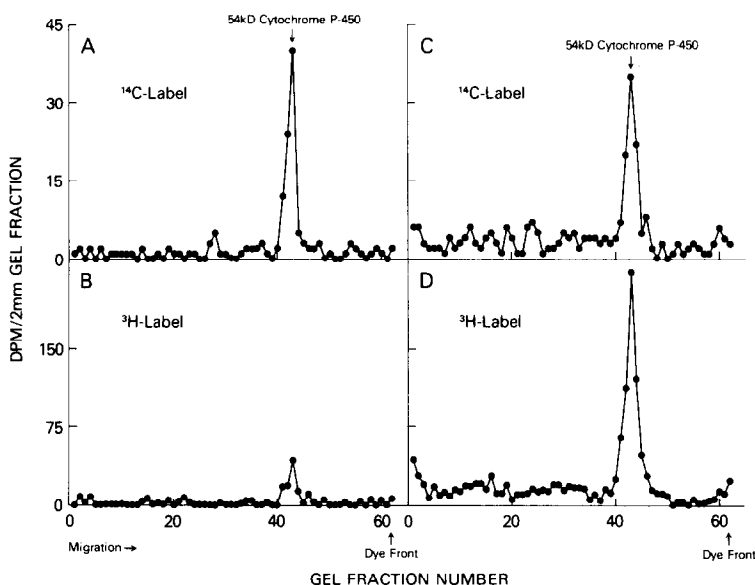 54kD Cytochrome P-450
A
¹⁴C-Label
45
30
15
0
C
54kD Cytochrome P-450
¹⁴C-Label
B
³H-Label
150
75
0
D
³H-Label
DPM/2mm GEL FRACTION
0 20 40 60
0 20 40 60
Migration →
Dye Front
Dye Front
GEL FRACTION NUMBER